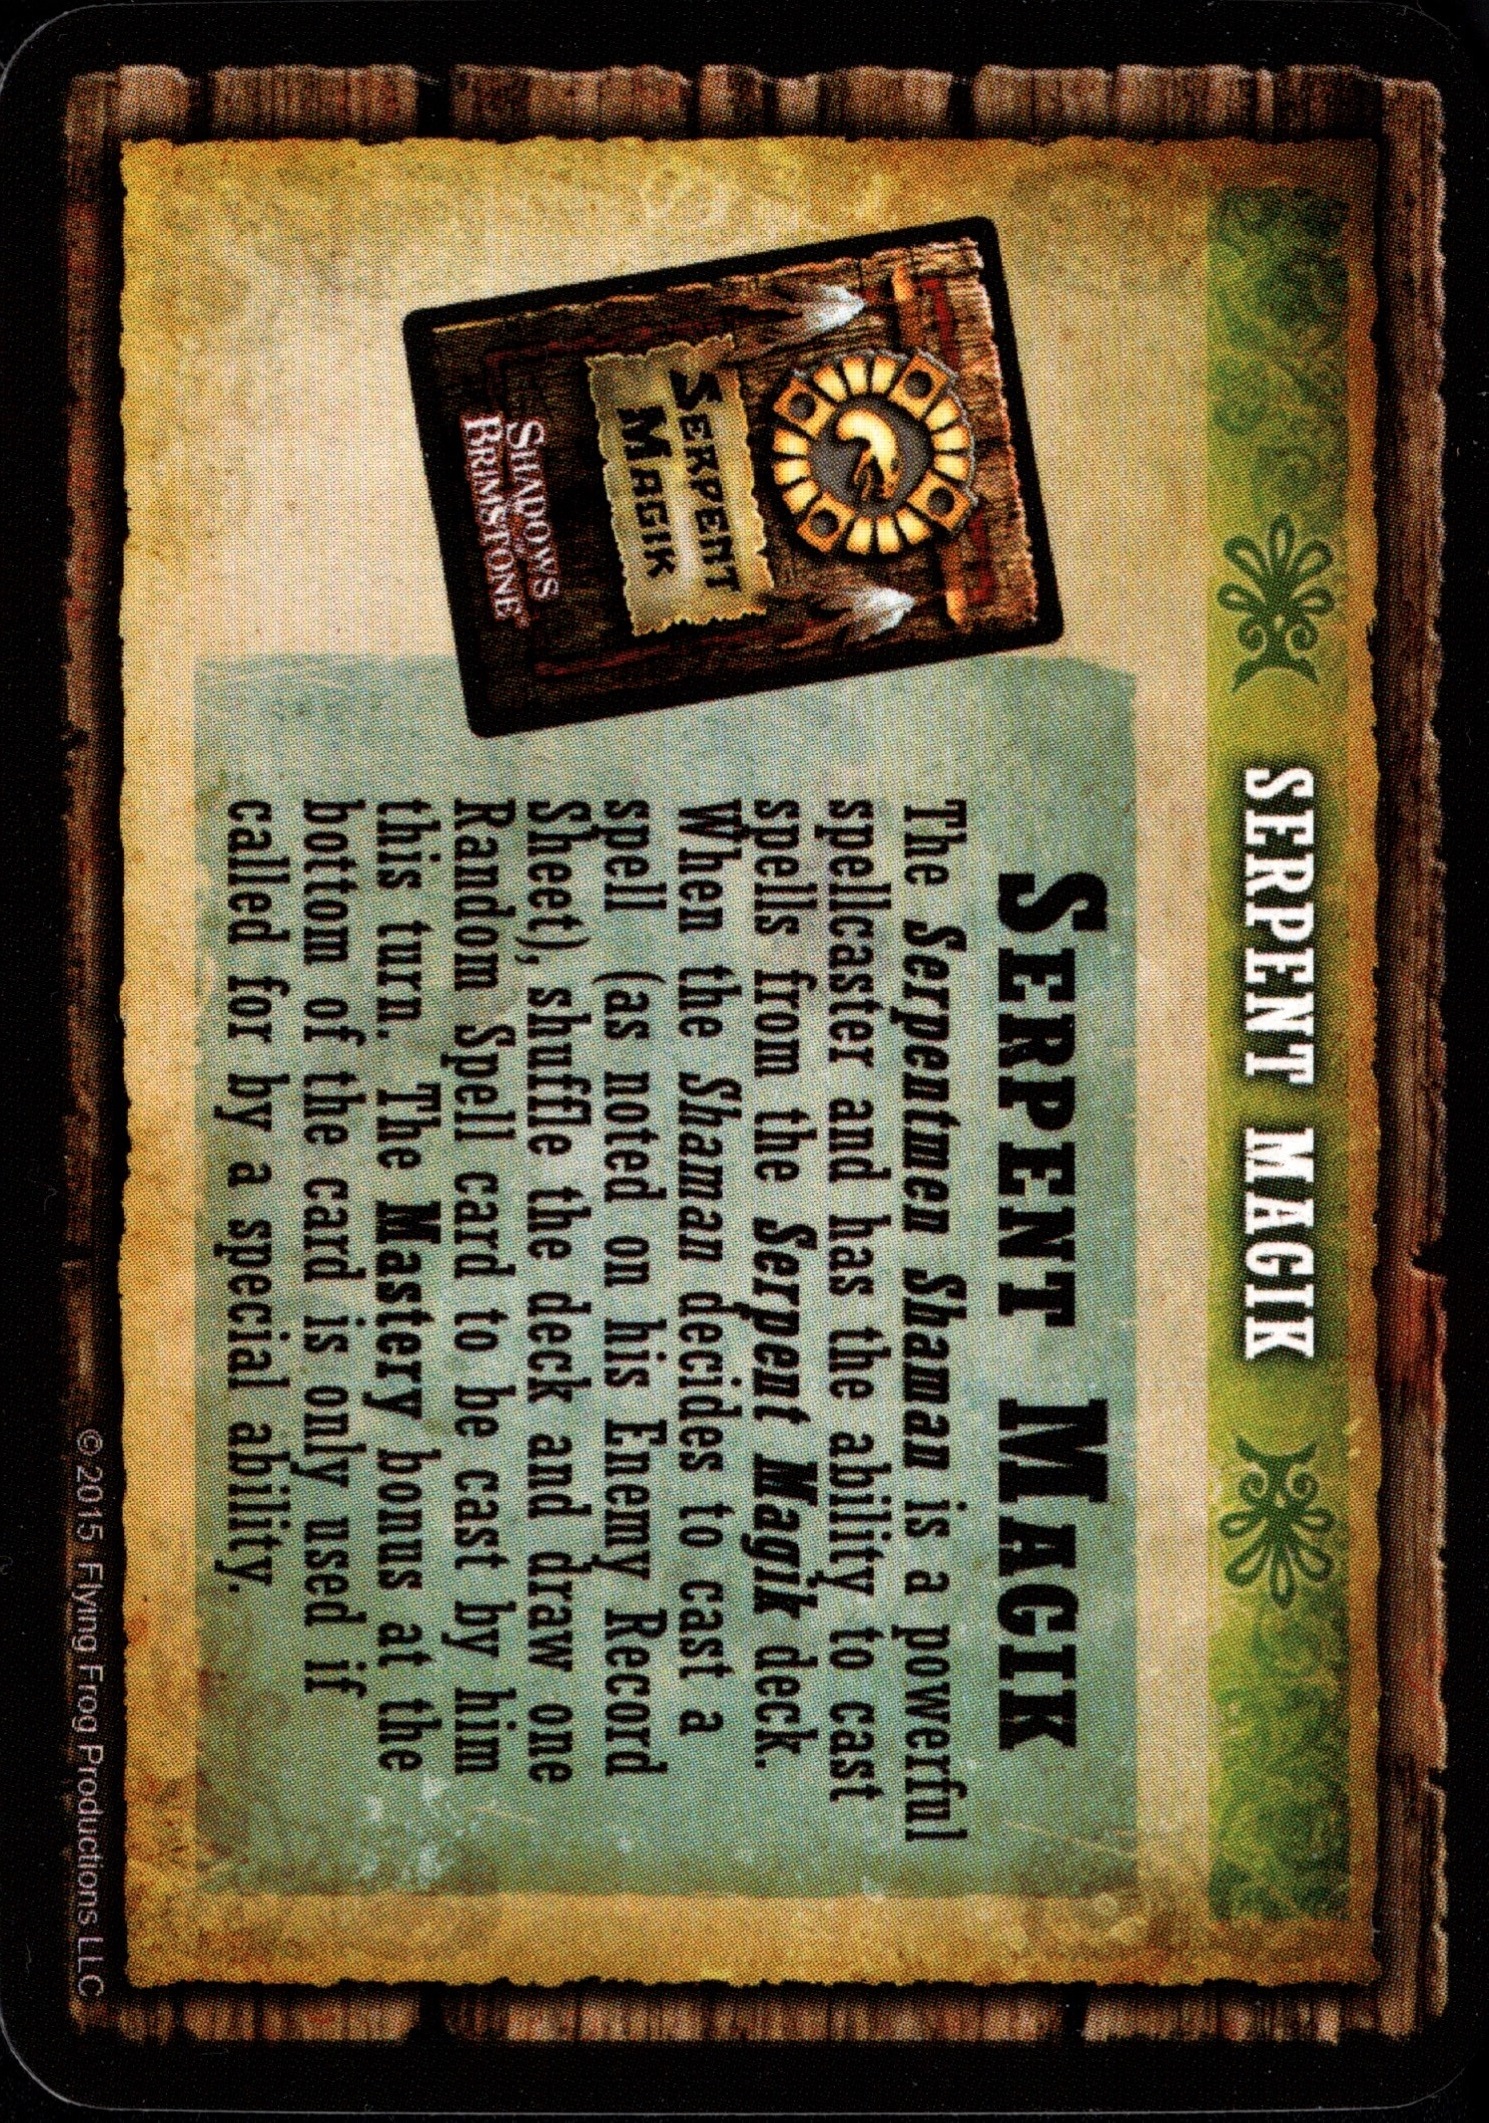 SERPENT MAGIK
SERPENT
MAGIK
SHADOWS
OF
BRIMSTONE
SERPENT MAGIK
The Serpentmen Shaman is a powerful
spellcaster and has the ability to cast
spells from the Serpent Magik deck.
When the Shaman decides to cast a
spell (as noted on his Enemy Record
Sheet), shuffle the deck and draw one
Random Spell card to be cast by him
this turn. The Mastery bonus at the
bottom of the card is only used if
called for by a special ability.
©2015 Flying Frog Productions LLC